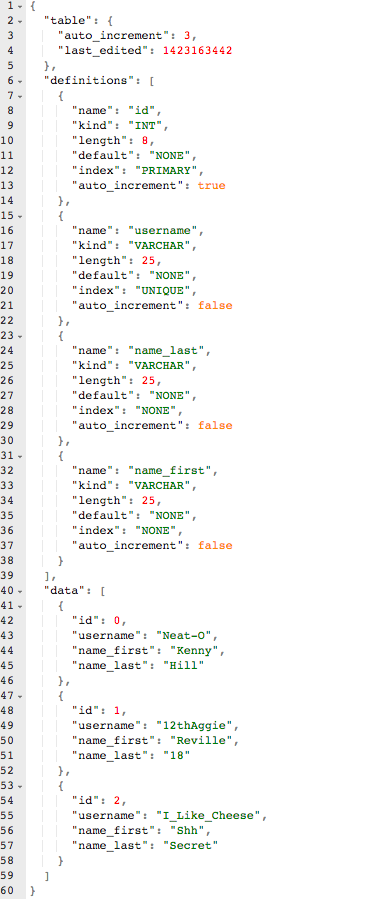 1 {
2 "table": {
3 "auto_increment": 3,
4 "last_edited": 1423163442
5 },
6 "definitions": [
7 {
8 "name": "id",
9 "kind": "INT",
10 "length": 8,
11 "default": "NONE",
12 "index": "PRIMARY",
13 "auto_increment": true
14 },
15 {
16 "name": "username",
17 "kind": "VARCHAR",
18 "length": 25,
19 "default": "NONE",
20 "index": "UNIQUE",
21 "auto_increment": false
22 },
23 {
24 "name": "name_last",
25 "kind": "VARCHAR",
26 "length": 25,
27 "default": "NONE",
28 "index": "NONE",
29 "auto_increment": false
30 },
31 {
32 "name": "name_first",
33 "kind": "VARCHAR",
34 "length": 25,
35 "default": "NONE",
36 "index": "NONE",
37 "auto_increment": false
38 }
39 ],
40 "data": [
41 {
42 "id": 0,
43 "username": "Neat-O",
44 "name_first": "Kenny",
45 "name_last": "Hill"
46 },
47 {
48 "id": 1,
49 "username": "12thAggie",
50 "name_first": "Reville",
51 "name_last": "18"
52 },
53 {
54 "id": 2,
55 "username": "I_Like_Cheese",
56 "name_first": "Shh",
57 "name_last": "Secret"
58 }
59 ]
60 }